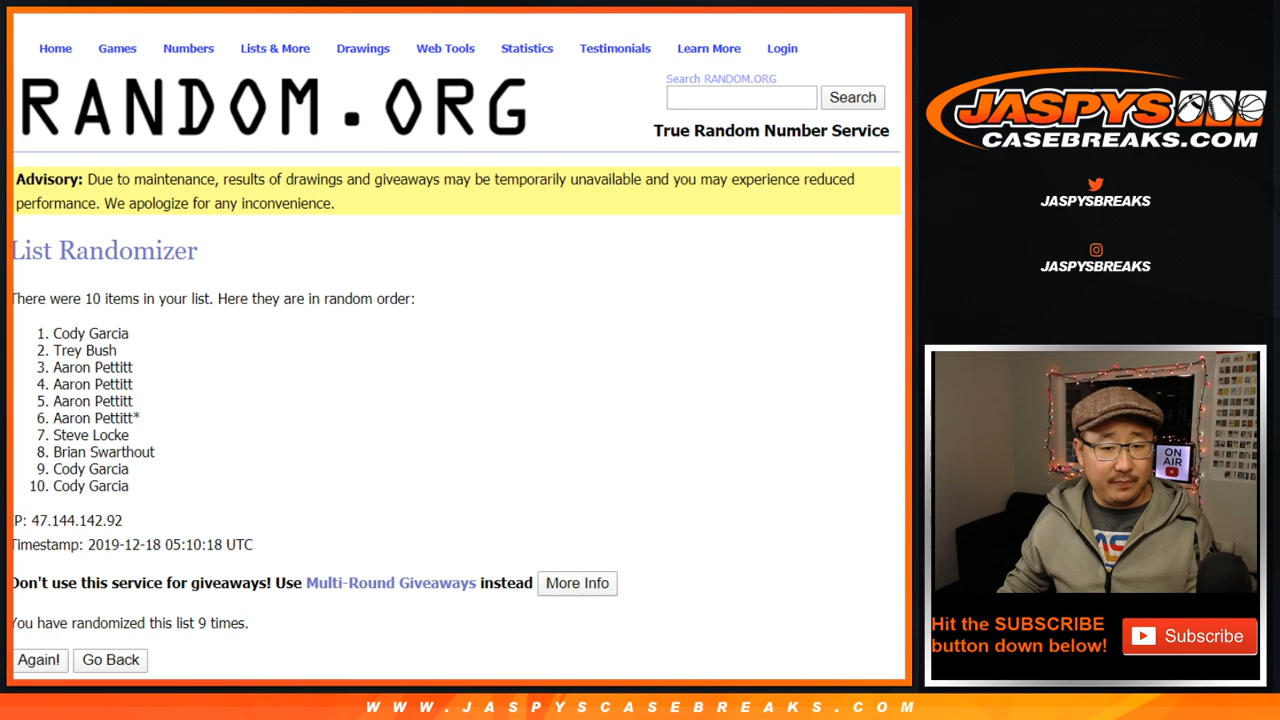 Home Games Numbers Lists & More Drawings Web Tools Statistics Testimonials Learn More Login
RANDOM.ORG
Search RANDOM.ORG
Search
True Random Number Service
Advisory: Due to maintenance, results of drawings and giveaways may be temporarily unavailable and you may experience reduced
performance. We apologize for any inconvenience.
List Randomizer
There were 10 items in your list. Here they are in random order:
1. Cody Garcia
2. Trey Bush
3. Aaron Pettitt
4. Aaron Pettitt
5. Aaron Pettitt
6. Aaron Pettitt*
7. Steve Locke
8. Brian Swarthout
9. Cody Garcia
10. Cody Garcia
IP: 47.144.142.92
Timestamp: 2019-12-18 05:10:18 UTC
Don't use this service for giveaways! Use Multi-Round Giveaways instead More Info
You have randomized this list 9 times.
Again! Go Back
JASPYS
CASEBREAKS.COM
JASPYSBREAKS
JASPYSBREAKS
ON
AIR
Hit the SUBSCRIBE
button down below!
Subscribe
WWW.JASPYSCASEBREAKS.COM